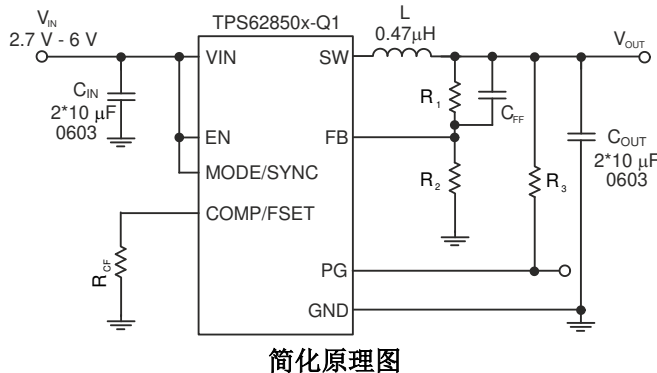 TPS62850x-Q1
VIN
2.7 V - 6 V
CIN
2*10 µF
0603
VIN
EN
MODE/SYNC
COMP/FSET
RCF
SW
FB
PG
GND
L
0.47µH
R1
CFF
R2
R3
VOUT
COUT
2*10 µF
0603
简化原理图